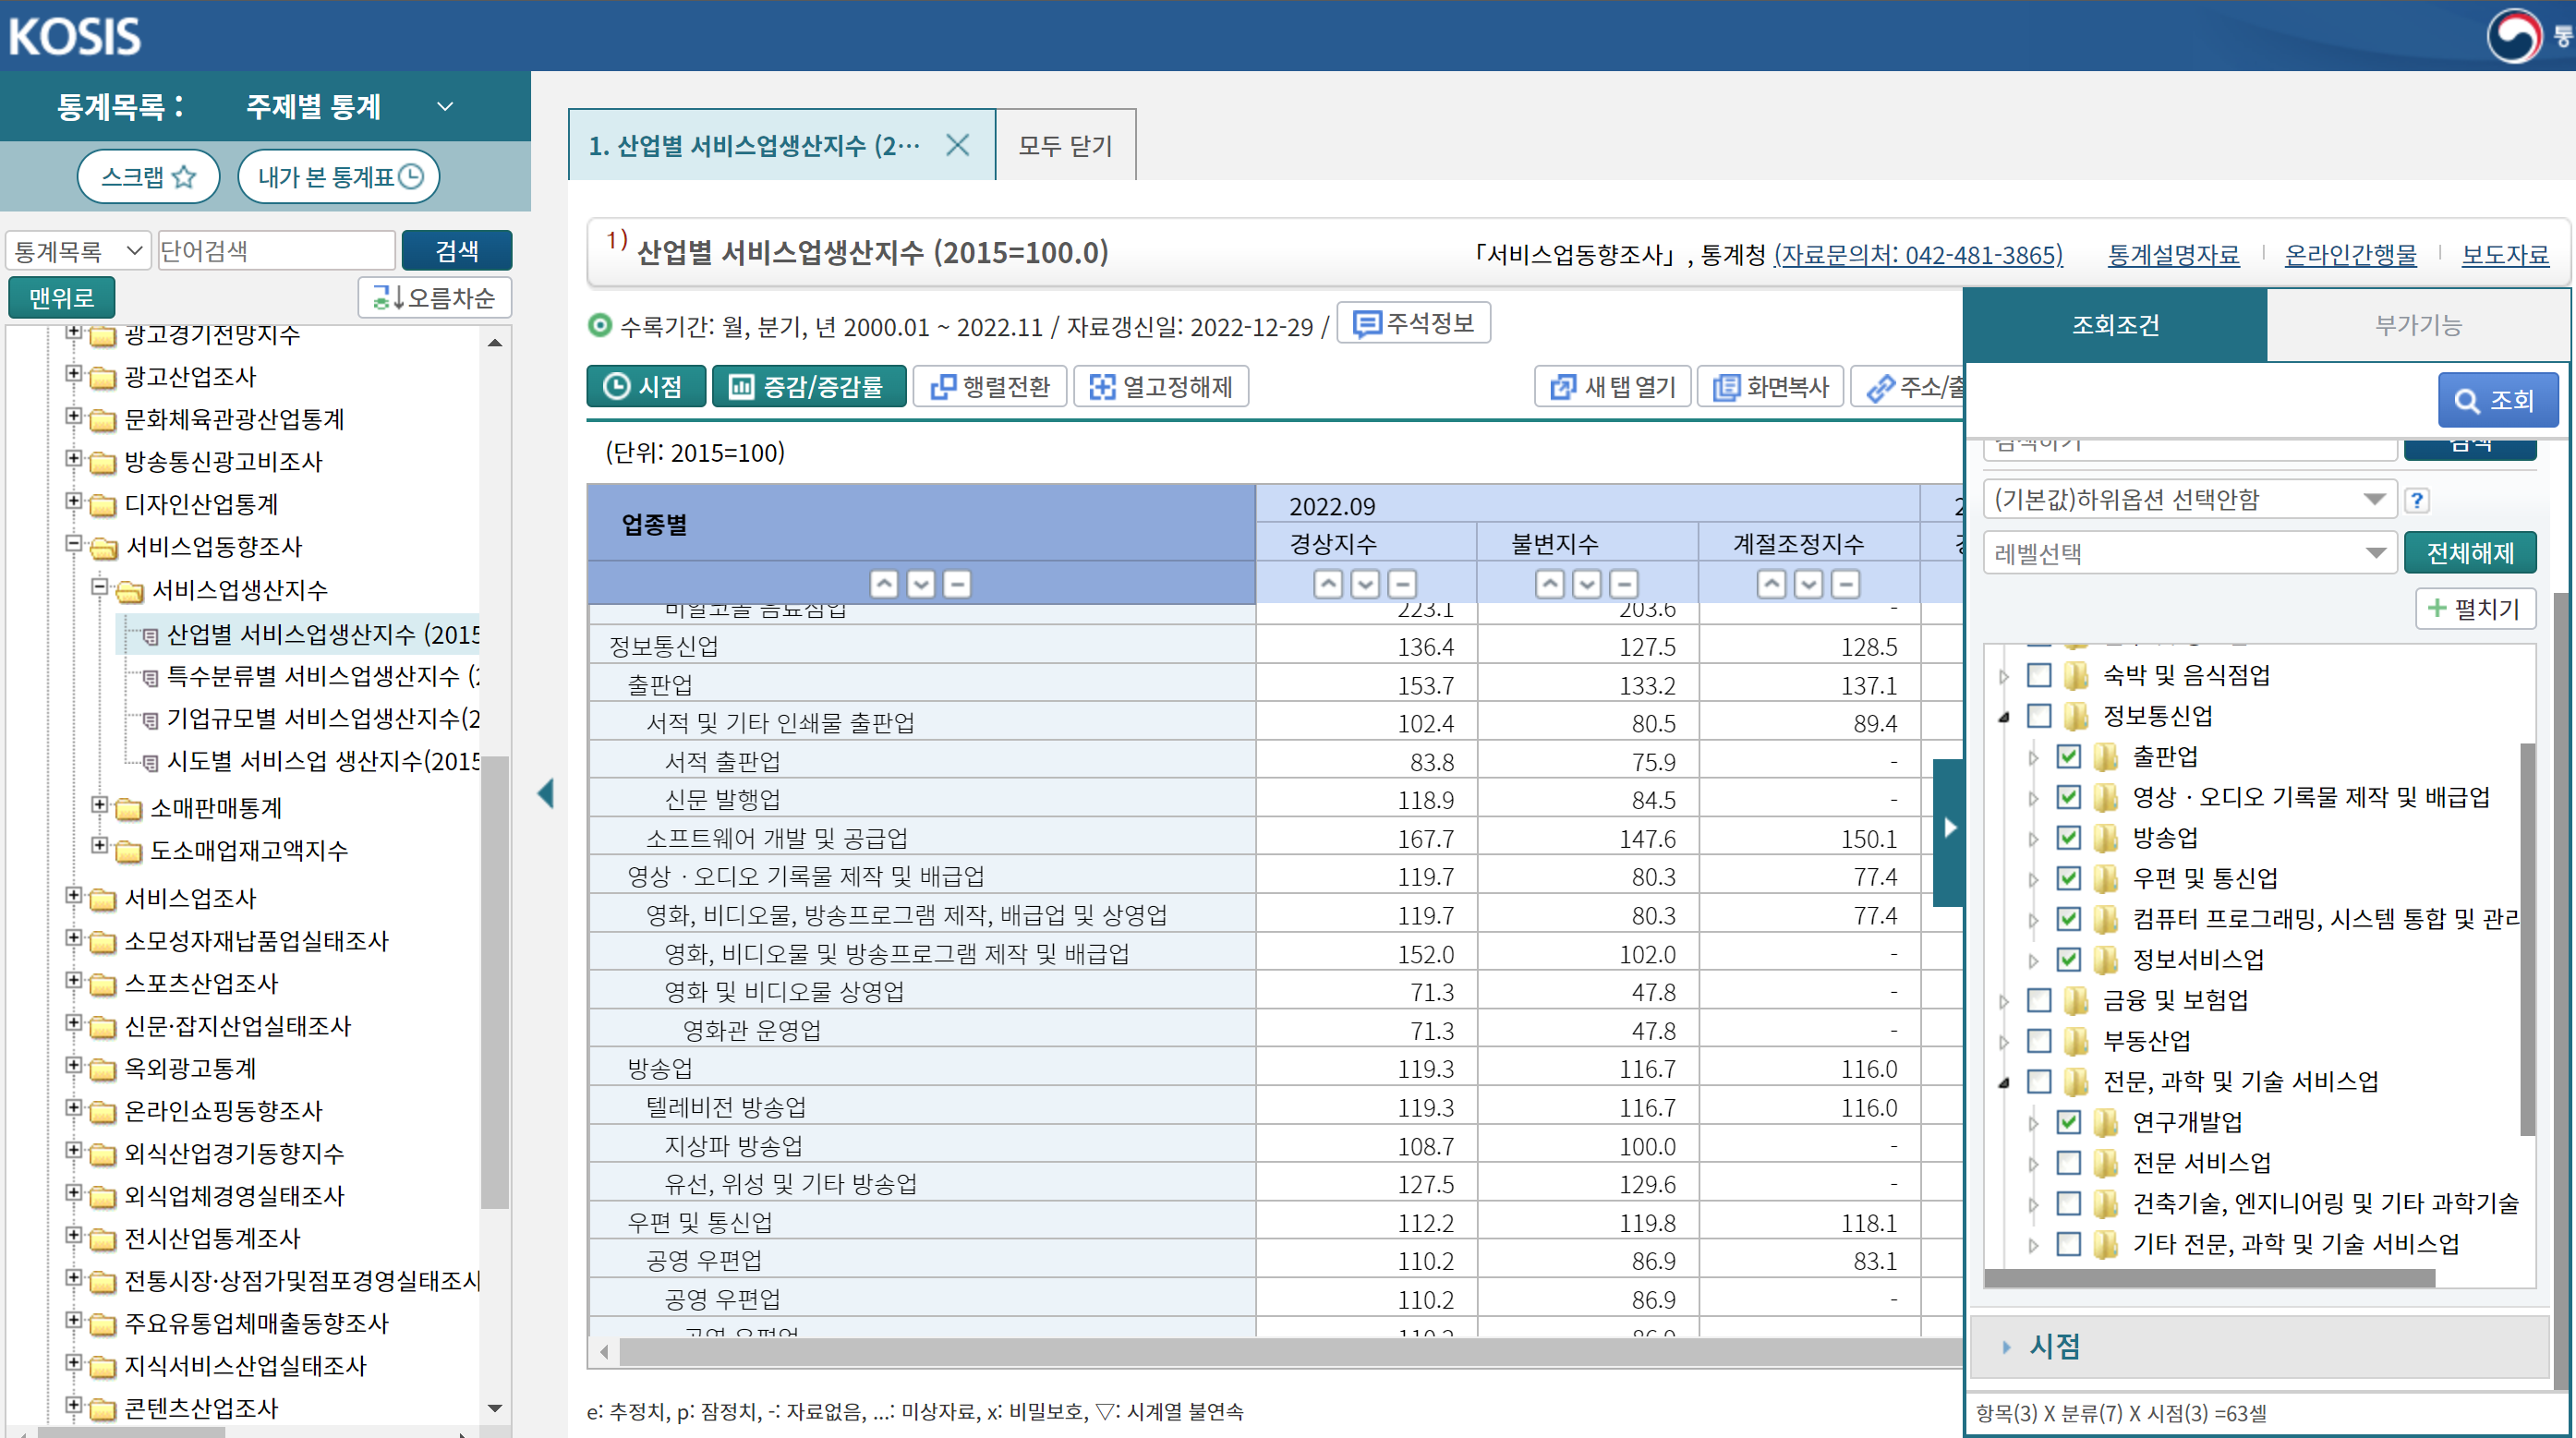 KOSIS
통
통계목록 :
주제별 통계
스크랩
내가 본 통계표
통계목록
단어검색
검색
맨위로
오름차순
광고경기전망지수
광고산업조사
문화체육관광산업통계
방송통신광고비조사
디자인산업통계
서비스업동향조사
서비스업생산지수
산업별 서비스업생산지수 (2015
특수분류별 서비스업생산지수 (
기업규모별 서비스업생산지수(2
시도별 서비스업 생산지수(2015
소매판매통계
도소매업재고액지수
서비스업조사
소모성자재납품업실태조사
스포츠산업조사
신문·잡지산업실태조사
옥외광고통계
온라인쇼핑동향조사
외식산업경기동향지수
외식업체경영실태조사
전시산업통계조사
전통시장·상점가및점포경영실태조사
주요유통업체매출동향조사
지식서비스산업실태조사
콘텐츠산업조사
1. 산업별 서비스업생산지수 (2…
모두 닫기
1) 산업별 서비스업생산지수 (2015=100.0)
「서비스업동향조사」, 통계청 (자료문의처: 042-481-3865)
통계설명자료
온라인간행물
보도자료
수록기간: 월, 분기, 년 2000.01 ~ 2022.11 / 자료갱신일: 2022-12-29 /
주석정보
시점
증감/증감률
행렬전환
열고정해제
새 탭 열기
화면복사
주소/출
(단위: 2015=100)
업종별
2022.09
경상지수
불변지수
계절조정지수
비알코올 음료점업 223.1 203.6 -
정보통신업 136.4 127.5 128.5
출판업 153.7 133.2 137.1
서적 및 기타 인쇄물 출판업 102.4 80.5 89.4
서적 출판업 83.8 75.9 -
신문 발행업 118.9 84.5 -
소프트웨어 개발 및 공급업 167.7 147.6 150.1
영상ㆍ오디오 기록물 제작 및 배급업 119.7 80.3 77.4
영화, 비디오물, 방송프로그램 제작, 배급업 및 상영업 119.7 80.3 77.4
영화, 비디오물 및 방송프로그램 제작 및 배급업 152.0 102.0 -
영화 및 비디오물 상영업 71.3 47.8 -
영화관 운영업 71.3 47.8 -
방송업 119.3 116.7 116.0
텔레비전 방송업 119.3 116.7 116.0
지상파 방송업 108.7 100.0 -
유선, 위성 및 기타 방송업 127.5 129.6 -
우편 및 통신업 112.2 119.8 118.1
공영 우편업 110.2 86.9 83.1
공영 우편업 110.2 86.9 -
공영 우편업 110.2 86.9
e: 추정치, p: 잠정치, -: 자료없음, ...: 미상자료, x: 비밀보호, ▽: 시계열 불연속
조회조건
부가기능
조회
검색하기
검색
(기본값)하위옵션 선택안함
?
레벨선택
전체해제
펼치기
숙박 및 음식점업
정보통신업
출판업
영상ㆍ오디오 기록물 제작 및 배급업
방송업
우편 및 통신업
컴퓨터 프로그래밍, 시스템 통합 및 관리
정보서비스업
금융 및 보험업
부동산업
전문, 과학 및 기술 서비스업
연구개발업
전문 서비스업
건축기술, 엔지니어링 및 기타 과학기술
기타 전문, 과학 및 기술 서비스업
시점
항목(3) X 분류(7) X 시점(3) =63셀